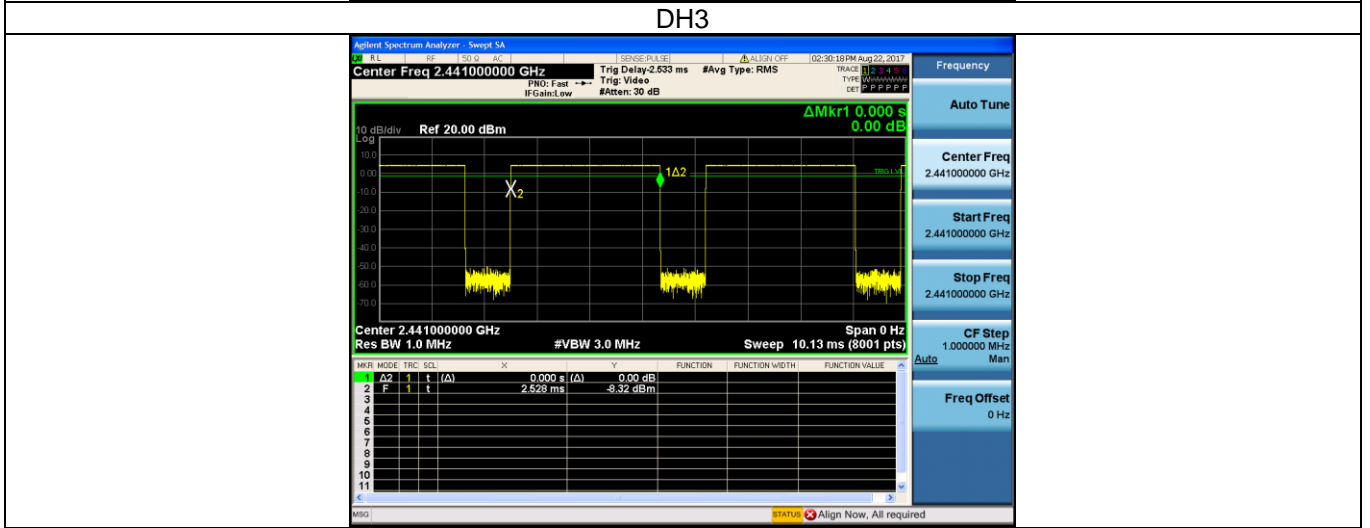 DH3
Agilent Spectrum Analyzer - Swept SA
RL RF 50 Ω AC SENSE:PULSE ALIGN OFF 02:30:18 PM Aug 22, 2017
Center Freq 2.441000000 GHz Trig Delay-2.533 ms #Avg Type: RMS TRACE 1 2 3 4 5 6
PNO: Fast Trig: Video TYPE
IFGain:Low #Atten: 30 dB DET P P P P P P
ΔMkr1 0.000 s
0.00 dB
10 dB/div Ref 20.00 dBm
Log
10.0
0.00
-10.0
-20.0
-30.0
-40.0
-50.0
-60.0
-70.0
1Δ2
X2
TRIG LVL
Center 2.441000000 GHz Span 0 Hz
Res BW 1.0 MHz #VBW 3.0 MHz Sweep 10.13 ms (8001 pts)
MKR MODE TRC SCL X Y FUNCTION FUNCTION WIDTH FUNCTION VALUE
1 Δ2 1 t (Δ) 0.000 s (Δ) 0.00 dB
2 F 1 t 2.528 ms -8.32 dBm
3
4
5
6
7
8
9
10
11
MSG STATUS Align Now, All required
Frequency
Auto Tune
Center Freq
2.441000000 GHz
Start Freq
2.441000000 GHz
Stop Freq
2.441000000 GHz
CF Step
1.000000 MHz
Auto Man
Freq Offset
0 Hz